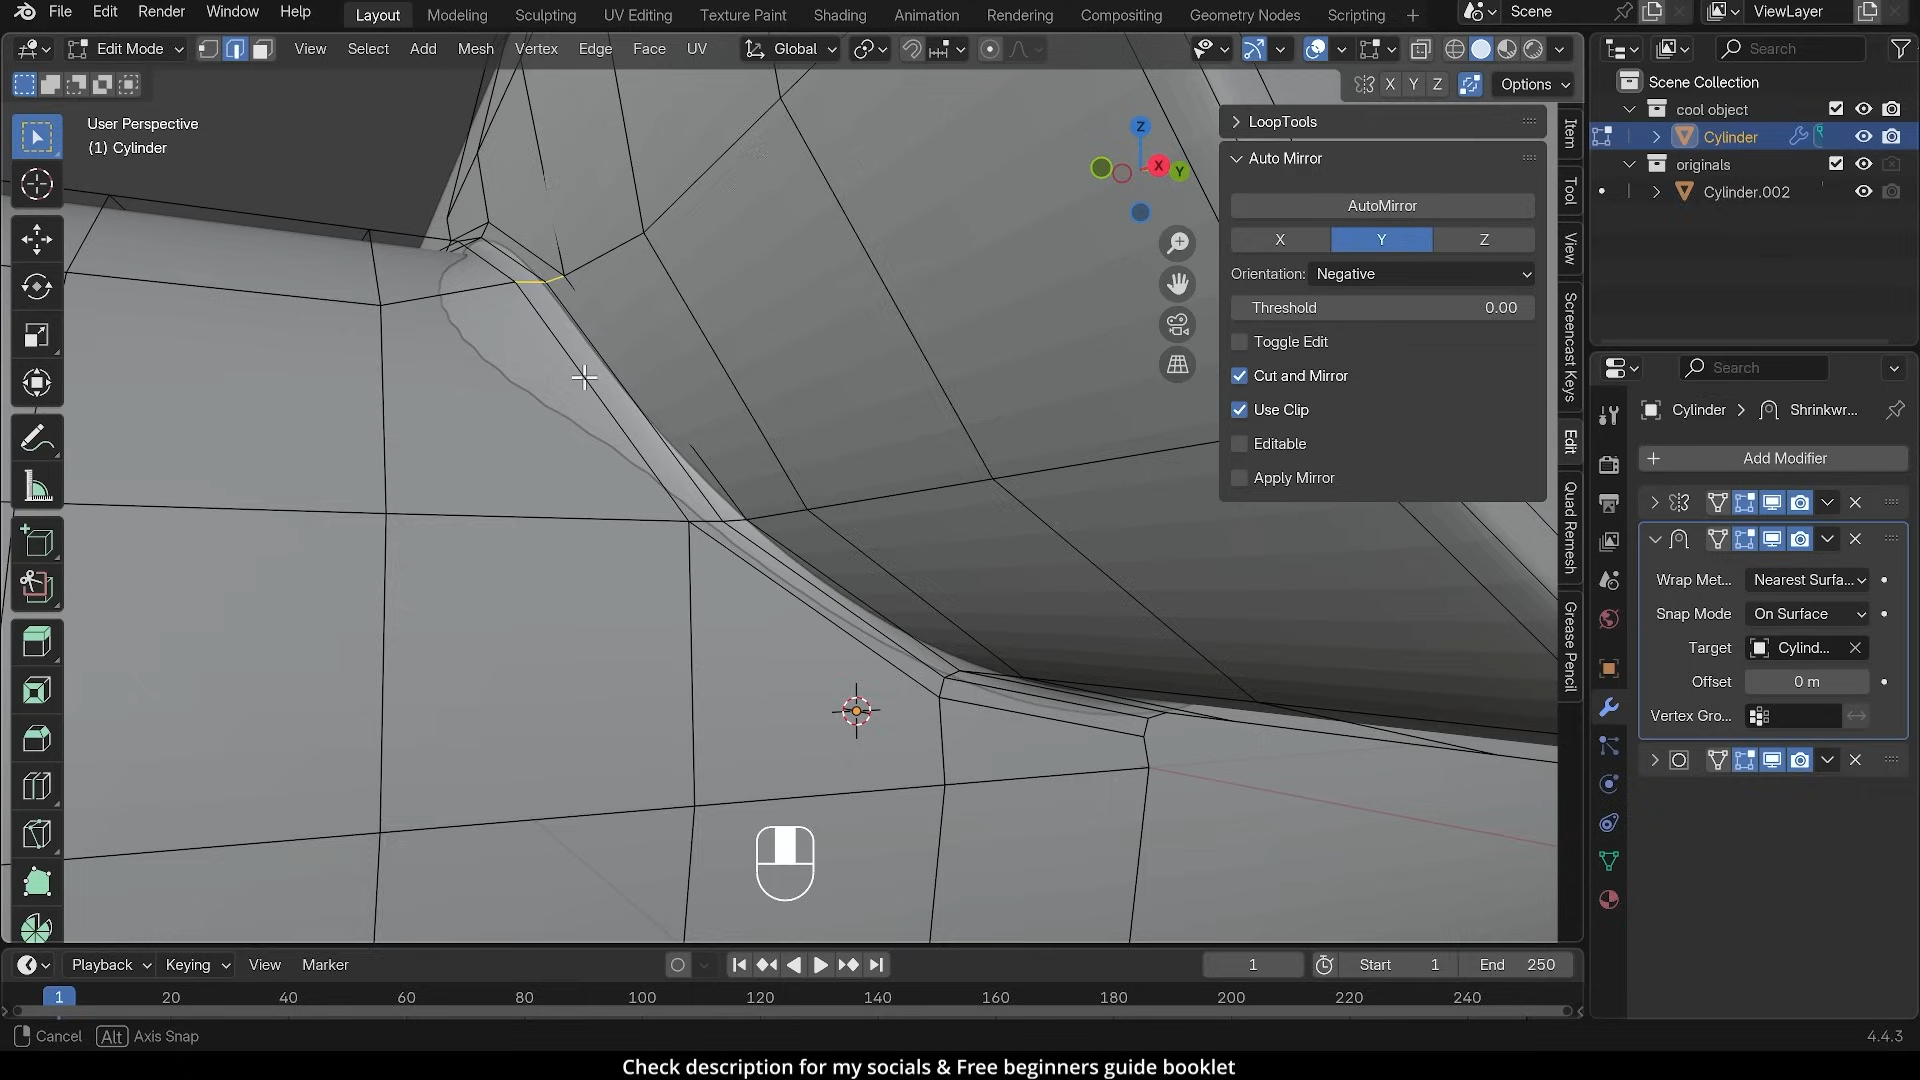 File Edit Render Window Help Layout Modeling Sculpting UV Editing Texture Paint Shading Animation Rendering Compositing Geometry Nodes Scripting + Scene ViewLayer
Edit Mode View Select Add Mesh Vertex Edge Face UV Global Search
X Y Z Options
User Perspective
(1) Cylinder
Z
X Y
LoopTools
Auto Mirror
AutoMirror
X Y Z
Orientation: Negative
Threshold 0.00
Toggle Edit
Cut and Mirror
Use Clip
Editable
Apply Mirror
Item
Tool
View
Screencast Keys
Edit
Quad Remesh
Grease Pencil
Scene Collection
cool object
Cylinder
originals
Cylinder.002
Search
Cylinder > Shrinkwr...
+ Add Modifier
Wrap Met... Nearest Surfa...
Snap Mode On Surface
Target Cylind...
Offset 0 m
Vertex Gro...
Playback Keying View Marker 1 Start 1 End 250
1 20 40 60 80 100 120 140 160 180 200 220 240
Cancel Alt Axis Snap 4.4.3
Check description for my socials & Free beginners guide booklet